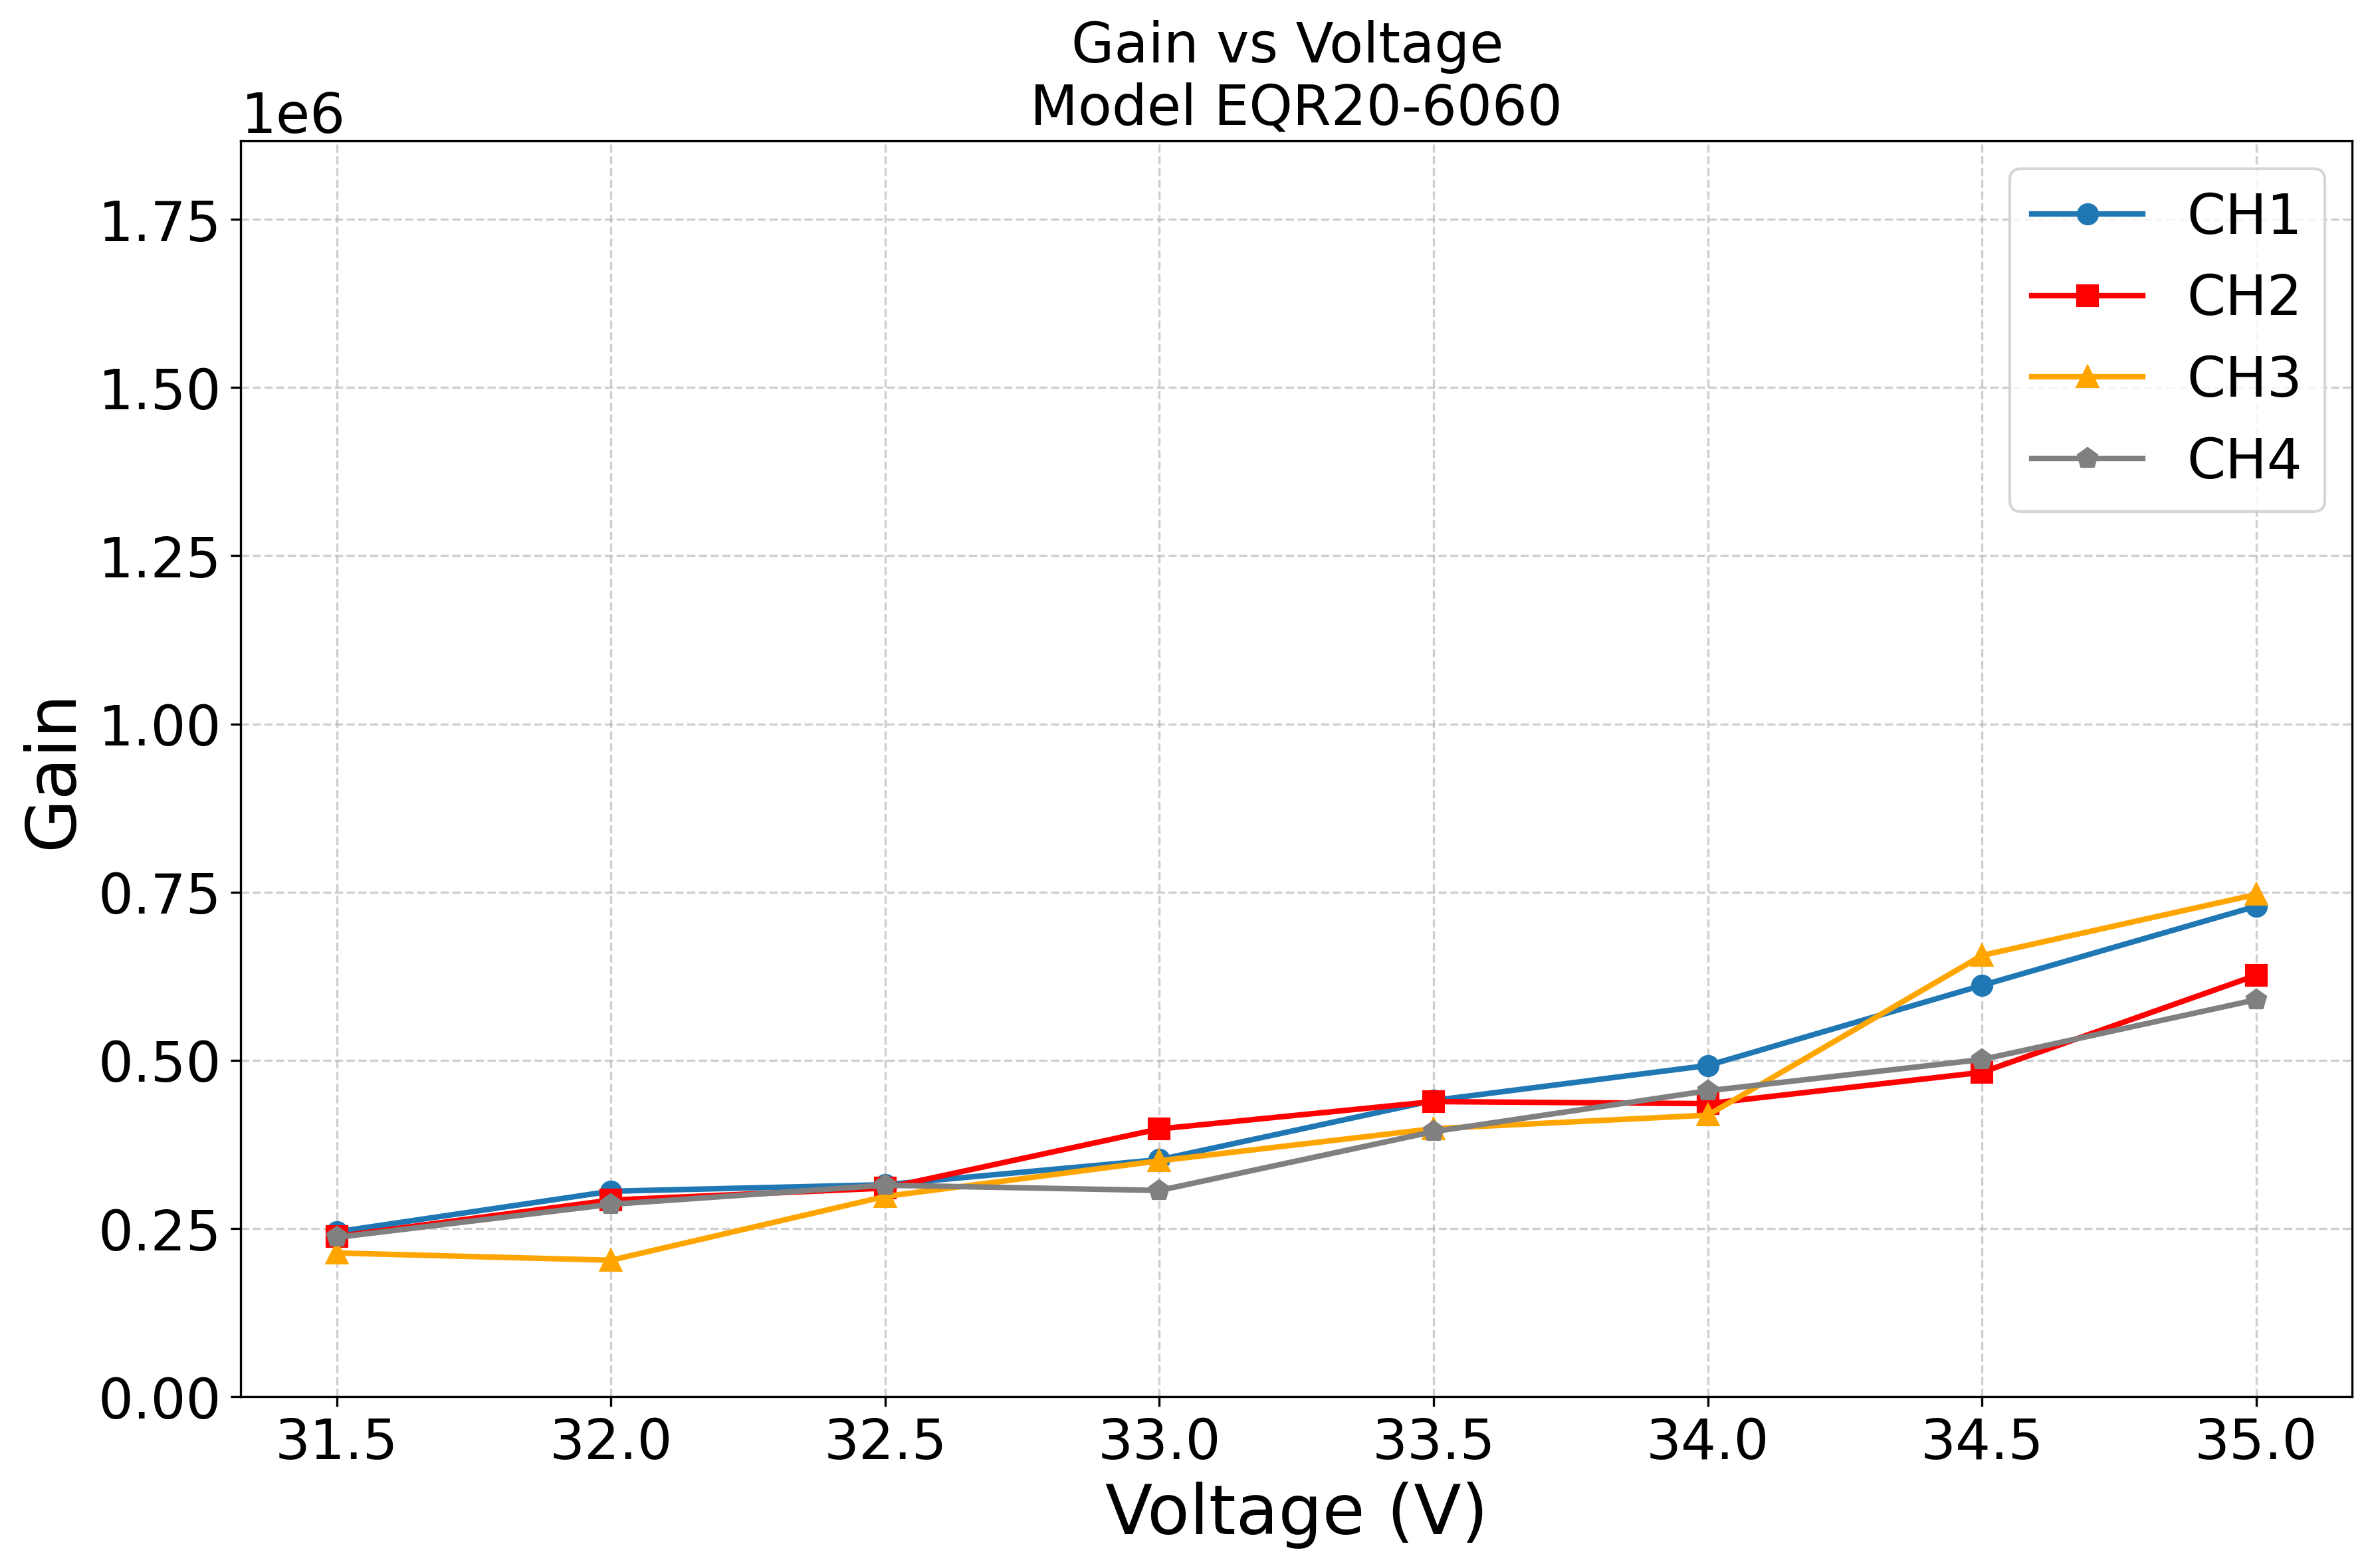 Gain vs Voltage
Model EQR20-6060
1e6
1.75
1.50
1.25
1.00
0.75
0.50
0.25
0.00
Gain
CH1
CH2
CH3
CH4
31.5 32.0 32.5 33.0 33.5 34.0 34.5 35.0
Voltage (V)